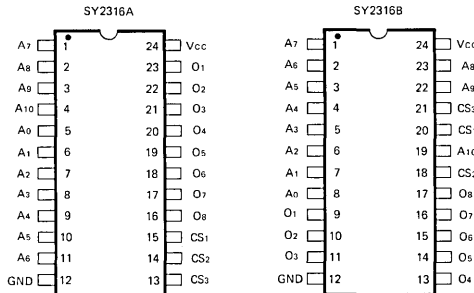 SY2316A
A7 1 24 Vcc
A8 2 23 O1
A9 3 22 O2
A10 4 21 O3
A0 5 20 O4
A1 6 19 O5
A2 7 18 O6
A3 8 17 O7
A4 9 16 O8
A5 10 15 CS1
A6 11 14 CS2
GND 12 13 CS3
SY2316B
A7 1 24 Vcc
A6 2 23 A8
A5 3 22 A9
A4 4 21 CS3
A3 5 20 CS1
A2 6 19 A10
A1 7 18 CS2
A0 8 17 O8
O1 9 16 O7
O2 10 15 O6
O3 11 14 O5
GND 12 13 O4